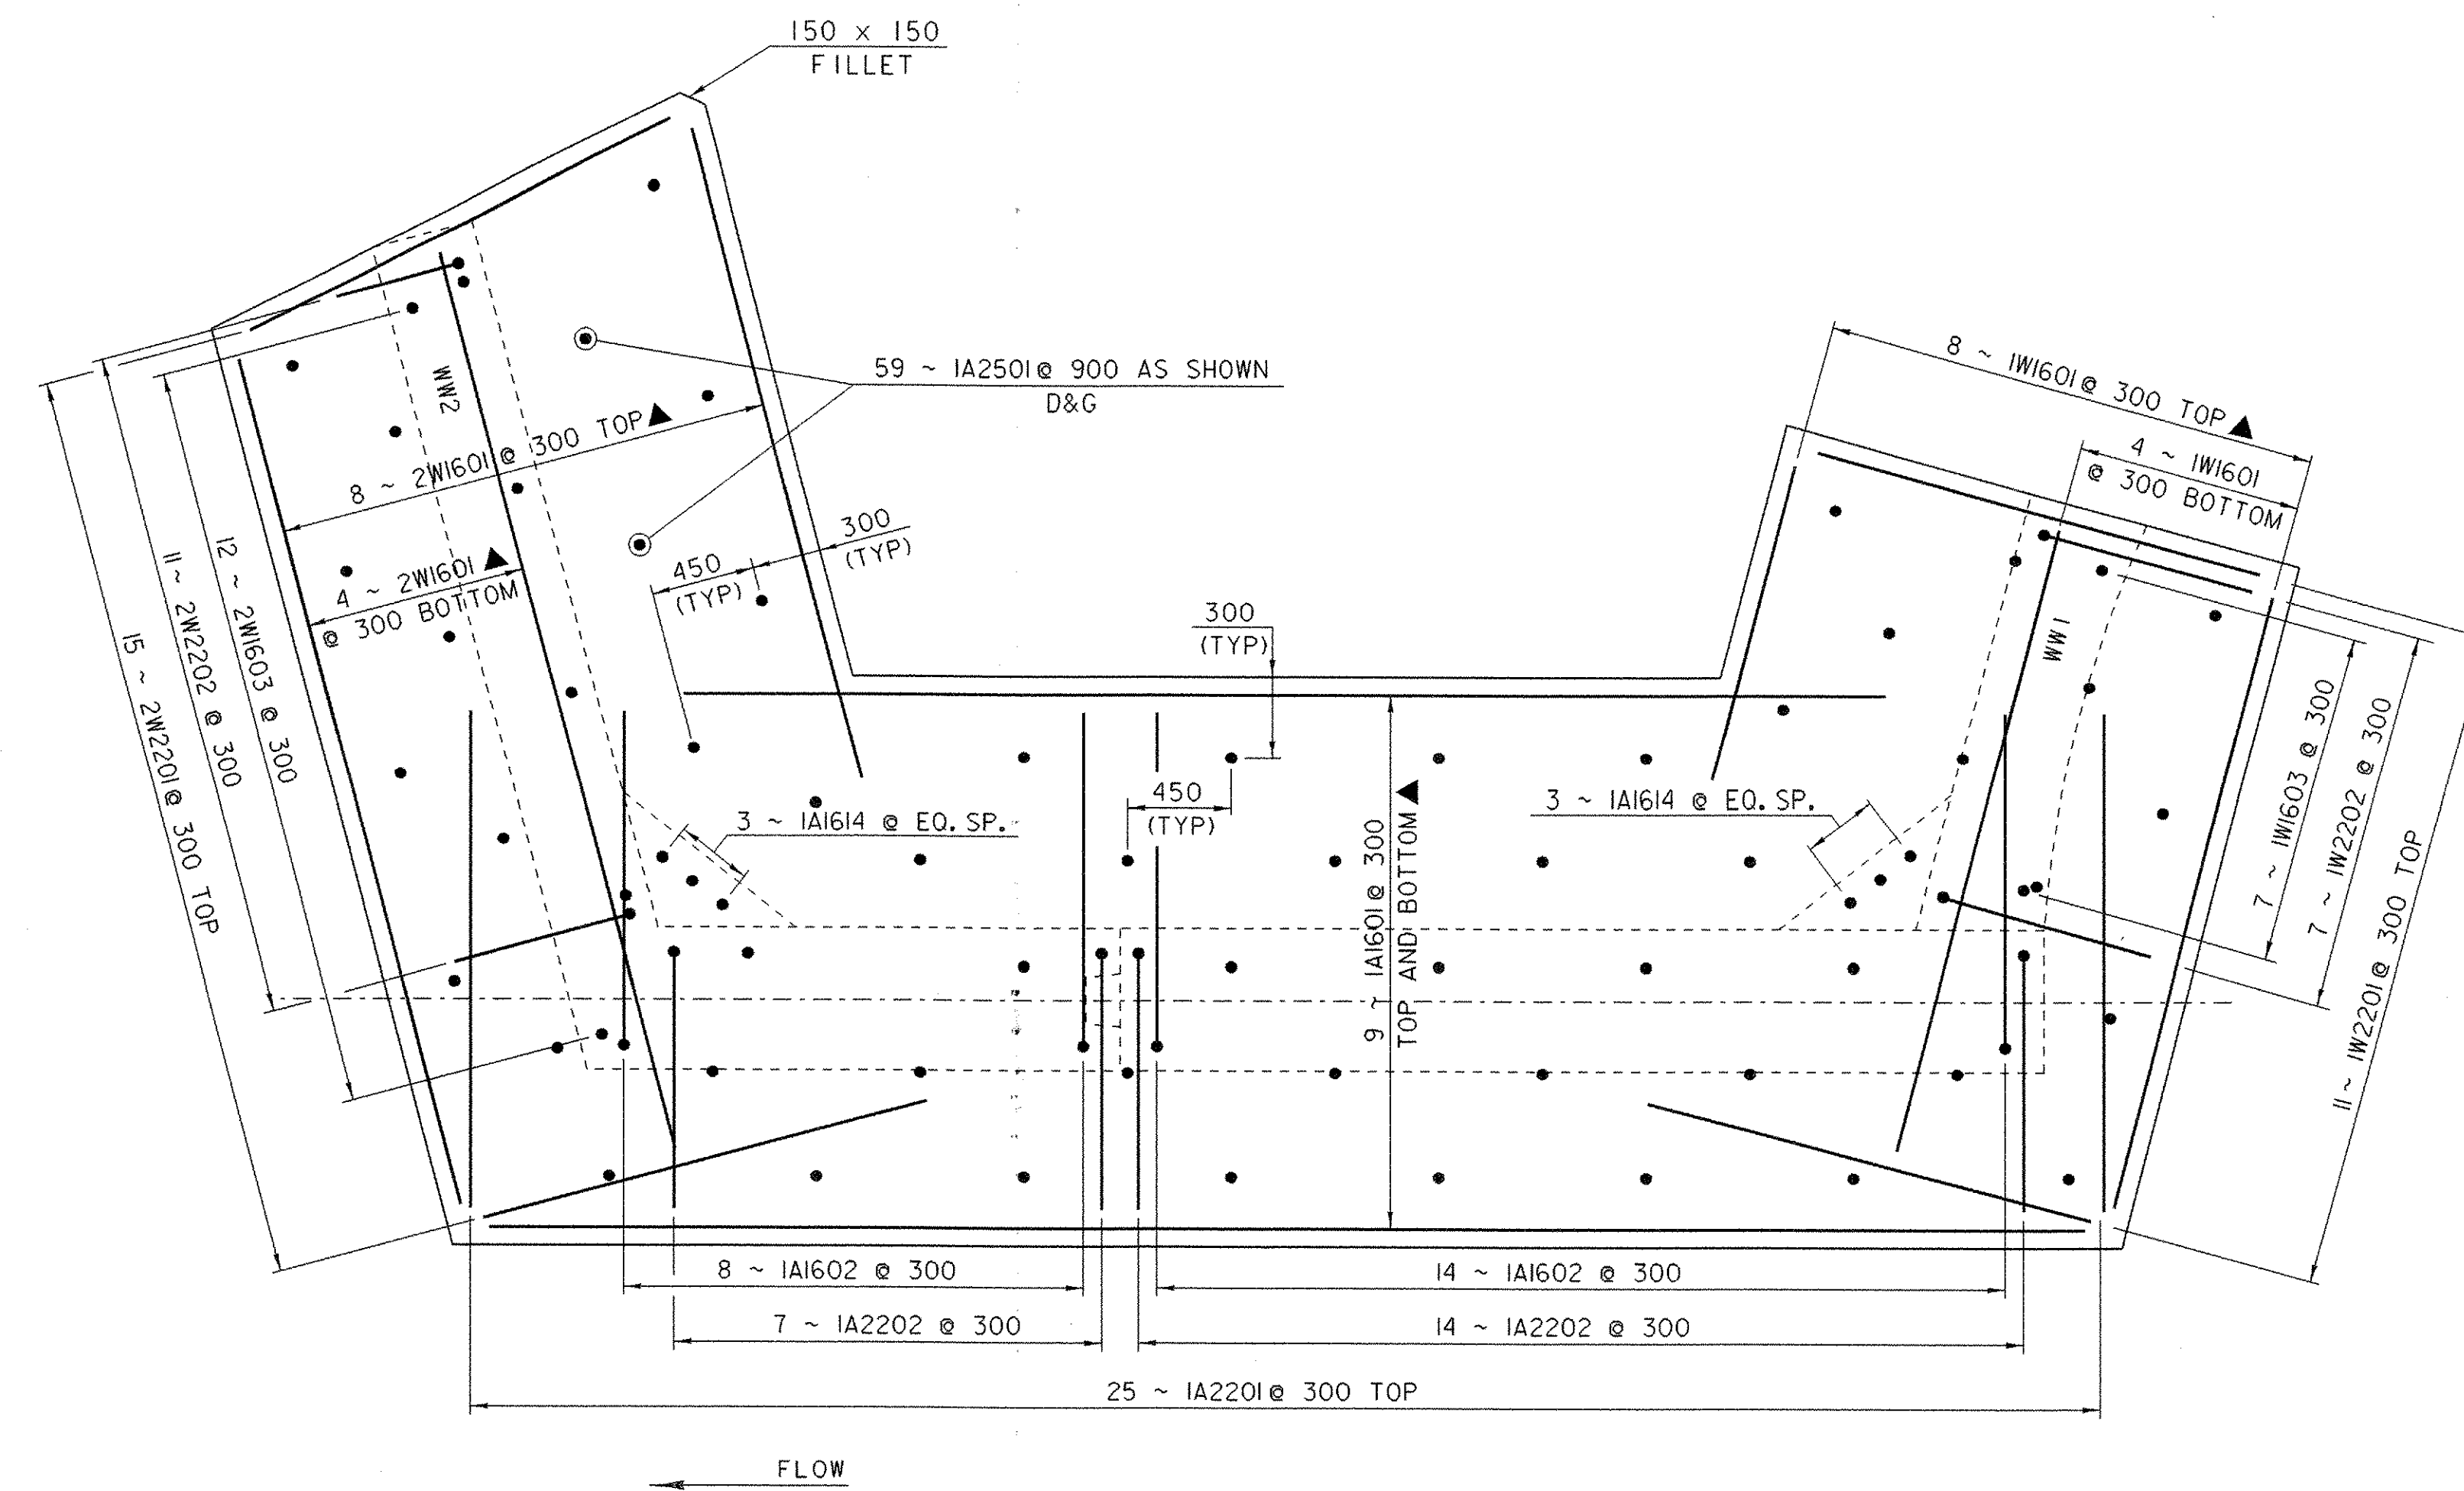 150 x 150
FILLET
59 ~ 1A2501 @ 900 AS SHOWN
D&G
8 ~ 1W1601 @ 300 TOP ▲
4 ~ 1W1601
@ 300 BOTTOM
WW2
8 ~ 2W1601 @ 300 TOP ▲
4 ~ 2W1601 ▲
@ 300 BOTTOM
450
(TYP)
300
(TYP)
300
(TYP)
WW1
12 ~ 2W1603 @ 300
11 ~ 2W2202 @ 300
15 ~ 2W2201 @ 300 TOP
7 ~ 1W1603 @ 300
7 ~ 1W2202 @ 300
11 ~ 1W2201 @ 300 TOP
3 ~ 1A1614 @ EQ. SP.
450
(TYP)
9 ~ 1A1601 @ 300
TOP AND BOTTOM ▲
3 ~ 1A1614 @ EQ. SP.
8 ~ 1A1602 @ 300
14 ~ 1A1602 @ 300
7 ~ 1A2202 @ 300
14 ~ 1A2202 @ 300
25 ~ 1A2201 @ 300 TOP
FLOW